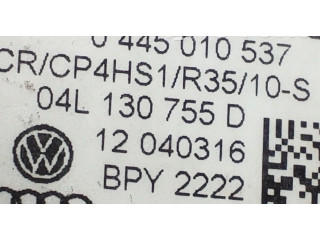 0 445 010 537
CR/CP4HS1/R35/10-S
04L 130 755 D
12 040316
BPY 2222